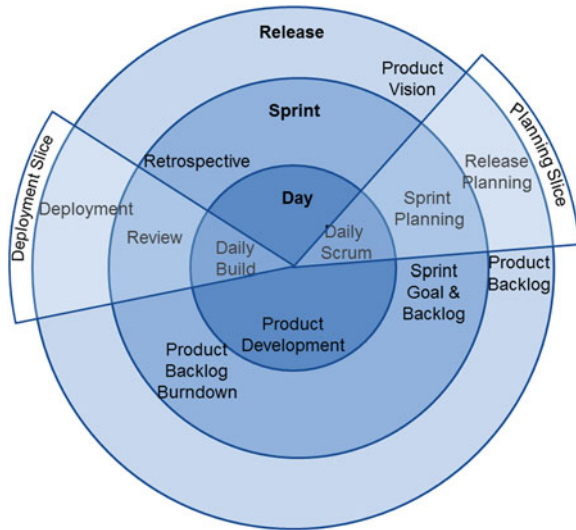 Release
Product
Vision
Planning Slice
Sprint
Deployment Slice
Retrospective
Release
Planning
Day
Sprint
Planning
Deployment
Review
Daily
Build
Daily
Scrum
Sprint
Goal &
Backlog
Product
Backlog
Product
Development
Product
Backlog
Burndown